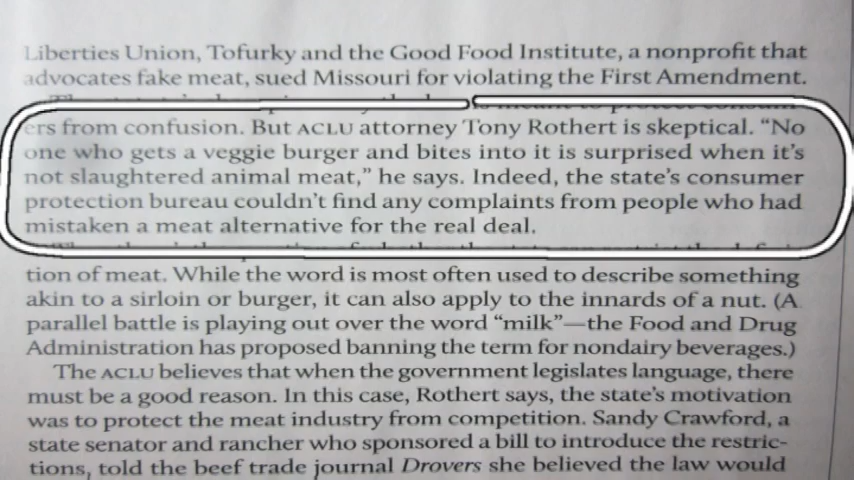 Liberties Union, Tofurky and the Good Food Institute, a nonprofit that
advocates fake meat, sued Missouri for violating the First Amendment.
is meant to protect consum-
ers from confusion. But ACLU attorney Tony Rothert is skeptical. “No
one who gets a veggie burger and bites into it is surprised when it’s
not slaughtered animal meat,” he says. Indeed, the state’s consumer
protection bureau couldn’t find any complaints from people who had
mistaken a meat alternative for the real deal.
tion of meat. While the word is most often used to describe something
akin to a sirloin or burger, it can also apply to the innards of a nut. (A
parallel battle is playing out over the word “milk”—the Food and Drug
Administration has proposed banning the term for nondairy beverages.)
The ACLU believes that when the government legislates language, there
must be a good reason. In this case, Rothert says, the state’s motivation
was to protect the meat industry from competition. Sandy Crawford, a
state senator and rancher who sponsored a bill to introduce the restric-
tions, told the beef trade journal Drovers she believed the law would